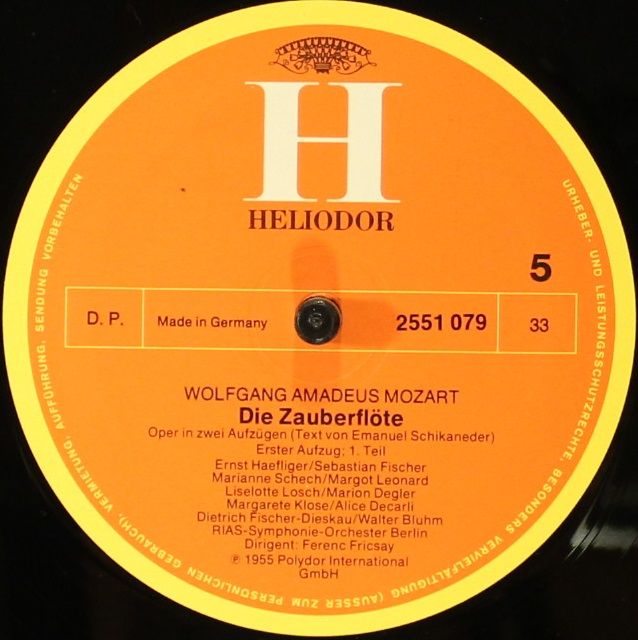 H
HELIODOR
5
D. P.
Made in Germany
2551 079
33
WOLFGANG AMADEUS MOZART
Die Zauberflöte
Oper in zwei Aufzügen (Text von Emanuel Schikaneder)
Erster Aufzug: 1. Teil
Ernst Haefliger/Sebastian Fischer
Marianne Schech/Margot Leonard
Liselotte Losch/Marion Degler
Margarete Klose/Alice Decarli
Dietrich Fischer-Dieskau/Walter Bluhm
RIAS-Symphonie-Orchester Berlin
Dirigent: Ferenc Fricsay
℗ 1955 Polydor International
GmbH
URHEBER- UND LEISTUNGSSCHUTZRECHTE, BESONDERS VERVIELFÄLTIGUNG (AUSSER ZUM PERSÖNLICHEN GEBRAUCH), VERMIETUNG, AUFFÜHRUNG, SENDUNG VORBEHALTEN